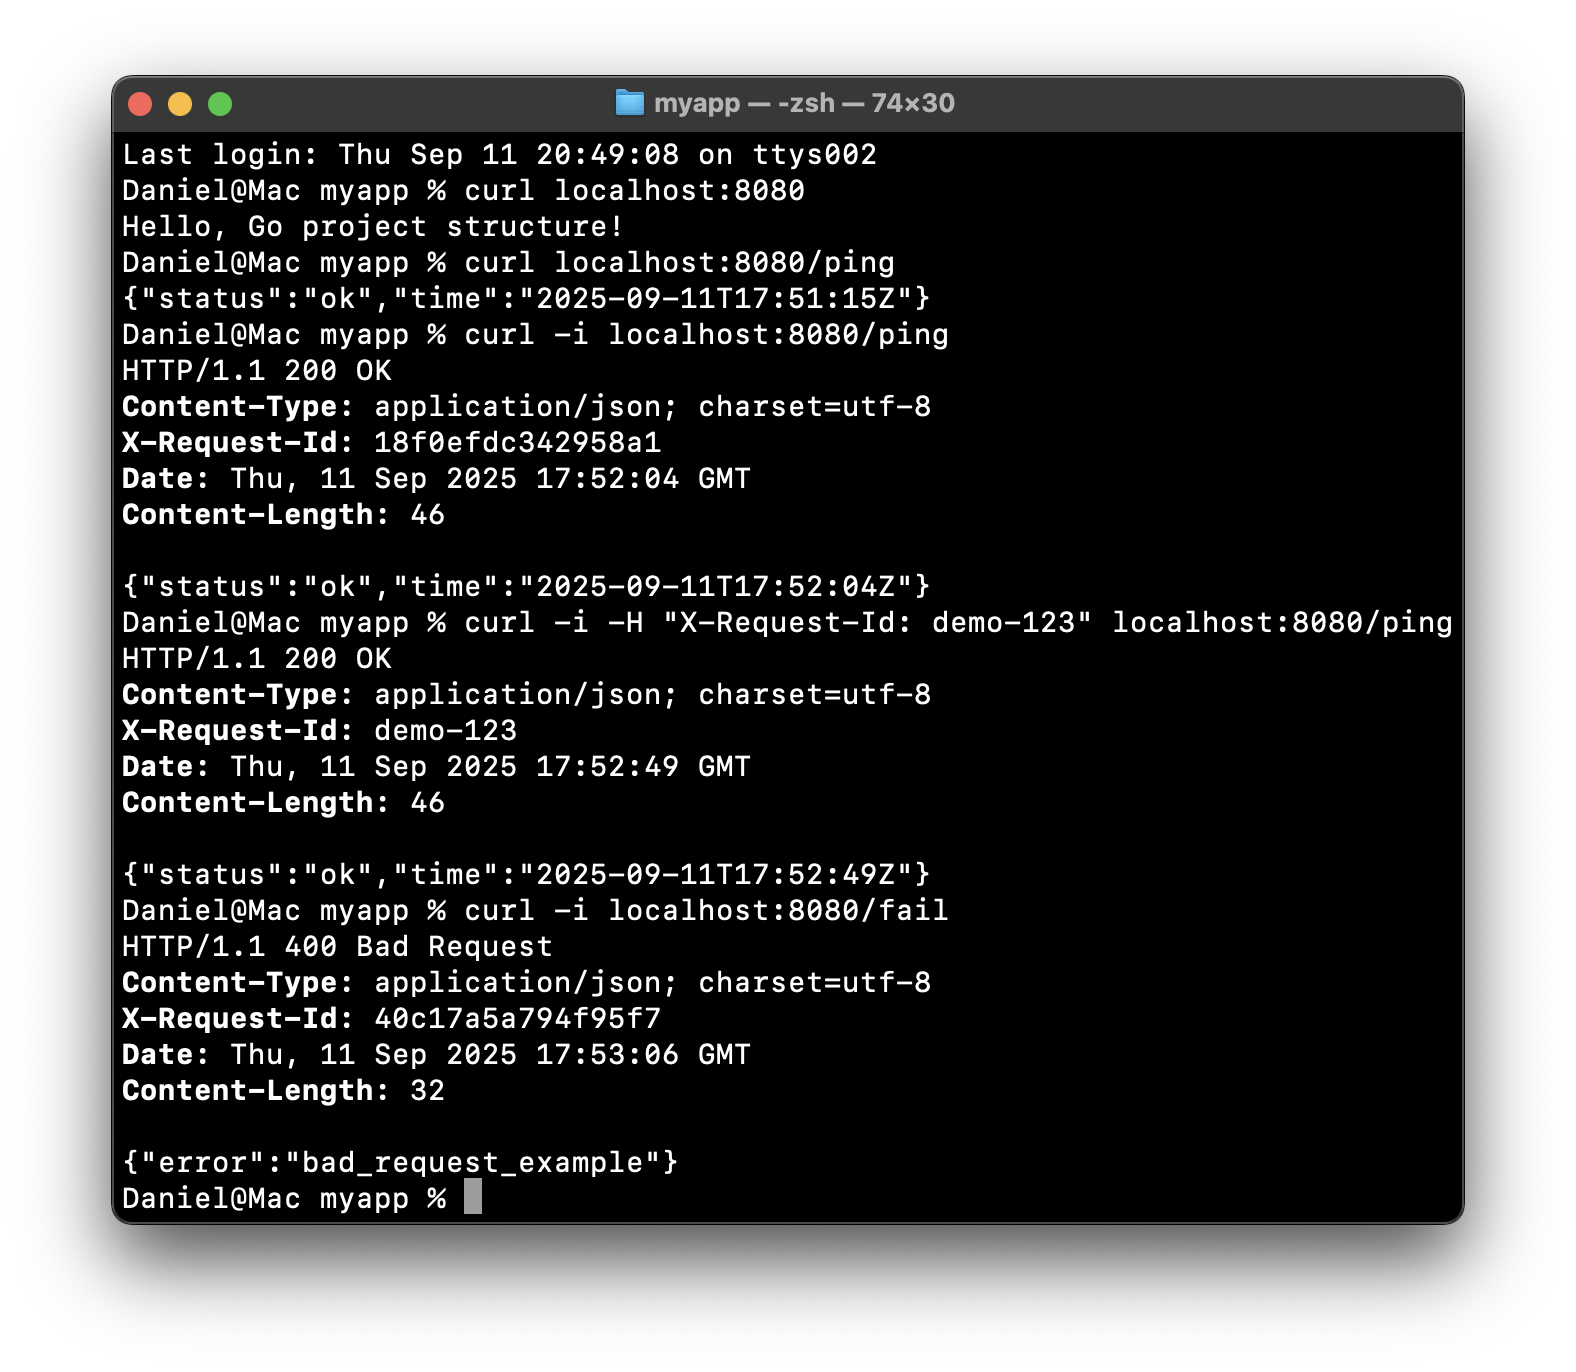 myapp — -zsh — 74×30
Last login: Thu Sep 11 20:49:08 on ttys002
Daniel@Mac myapp % curl localhost:8080
Hello, Go project structure!
Daniel@Mac myapp % curl localhost:8080/ping
{"status":"ok","time":"2025-09-11T17:51:15Z"}
Daniel@Mac myapp % curl -i localhost:8080/ping
HTTP/1.1 200 OK
Content-Type: application/json; charset=utf-8
X-Request-Id: 18f0efdc342958a1
Date: Thu, 11 Sep 2025 17:52:04 GMT
Content-Length: 46

{"status":"ok","time":"2025-09-11T17:52:04Z"}
Daniel@Mac myapp % curl -i -H "X-Request-Id: demo-123" localhost:8080/ping
HTTP/1.1 200 OK
Content-Type: application/json; charset=utf-8
X-Request-Id: demo-123
Date: Thu, 11 Sep 2025 17:52:49 GMT
Content-Length: 46

{"status":"ok","time":"2025-09-11T17:52:49Z"}
Daniel@Mac myapp % curl -i localhost:8080/fail
HTTP/1.1 400 Bad Request
Content-Type: application/json; charset=utf-8
X-Request-Id: 40c17a5a794f95f7
Date: Thu, 11 Sep 2025 17:53:06 GMT
Content-Length: 32

{"error":"bad_request_example"}
Daniel@Mac myapp %